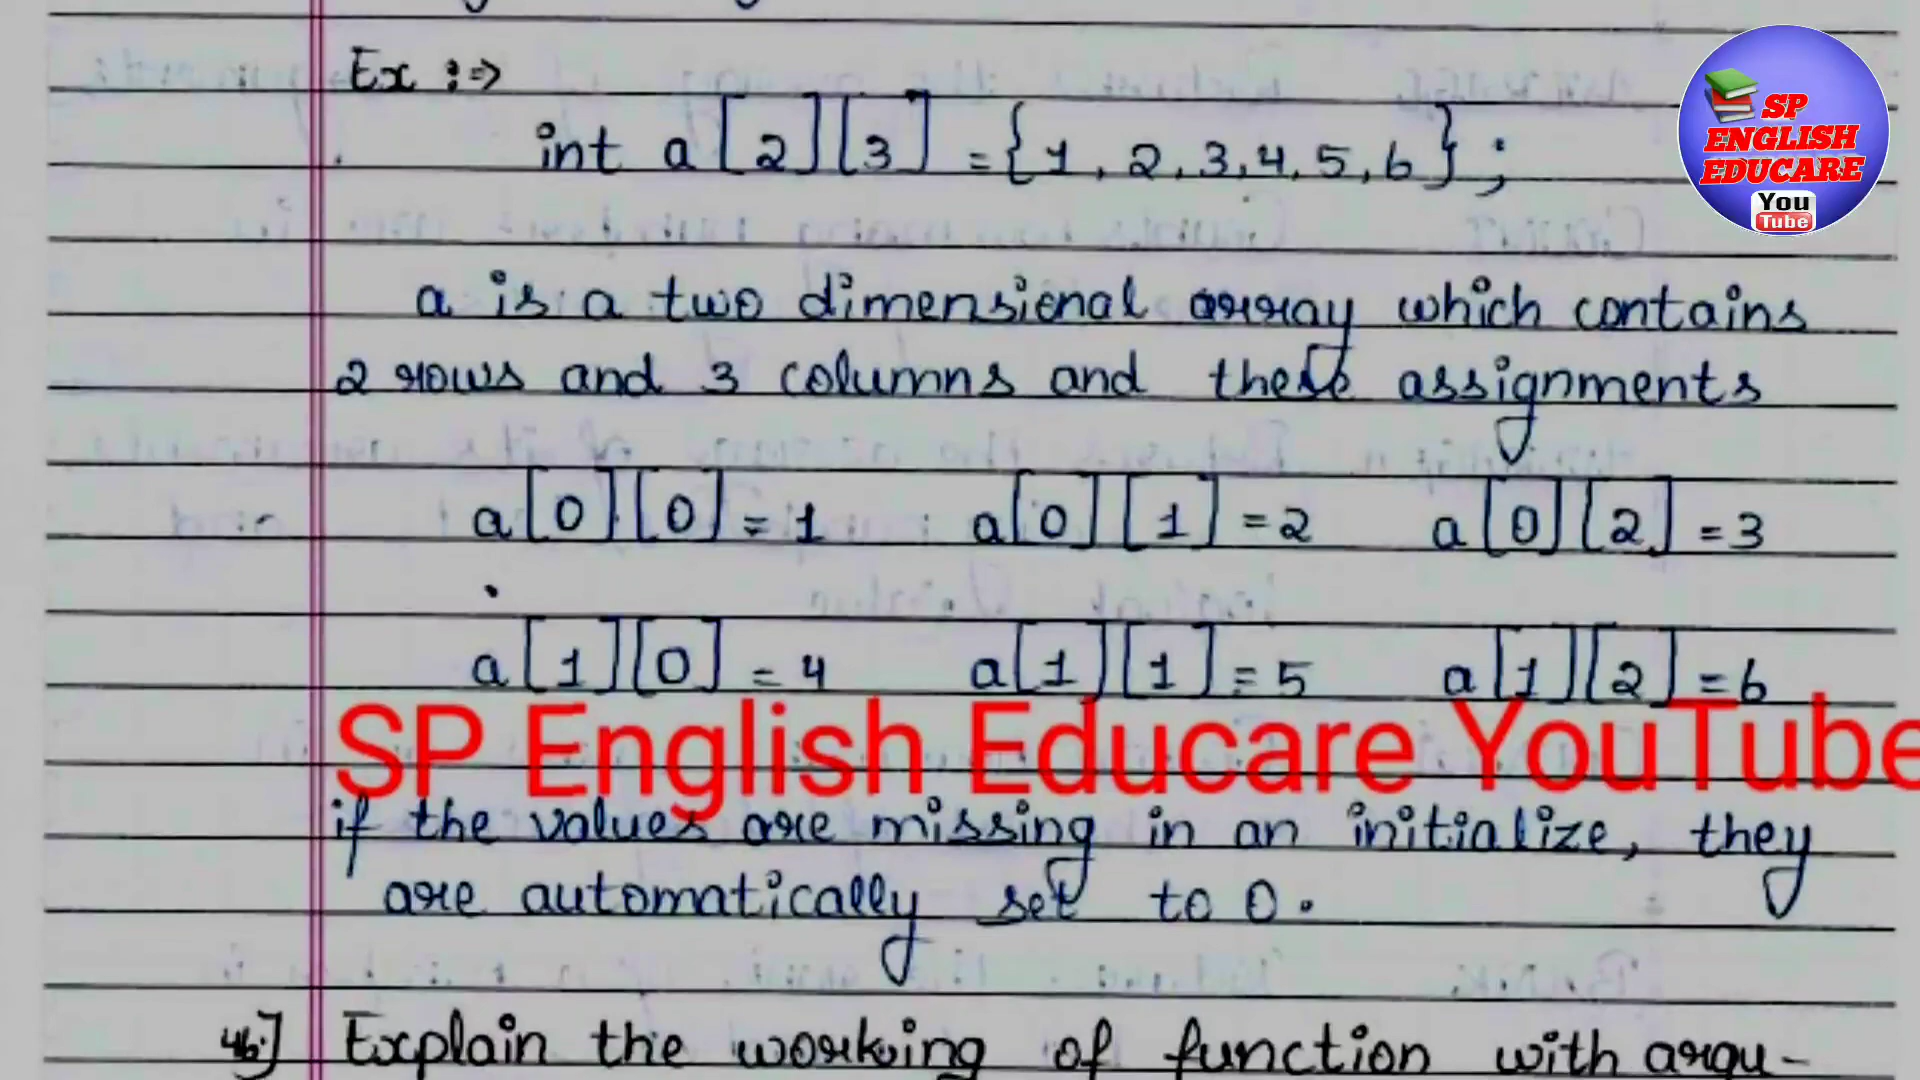 Ex :⇒
int a[2][3] = {1, 2, 3, 4, 5, 6};
a is a two dimensional array which contains
2 rows and 3 columns and these assignments
a[0][0] = 1 a[0][1] = 2 a[0][2] = 3
a[1][0] = 4 a[1][1] = 5 a[1][2] = 6
SP English Educare YouTube
if the values are missing in an initialize, they
are automatically set to 0.
46.] Explain the working of function with argu-
SP
ENGLISH
EDUCARE
You
Tube